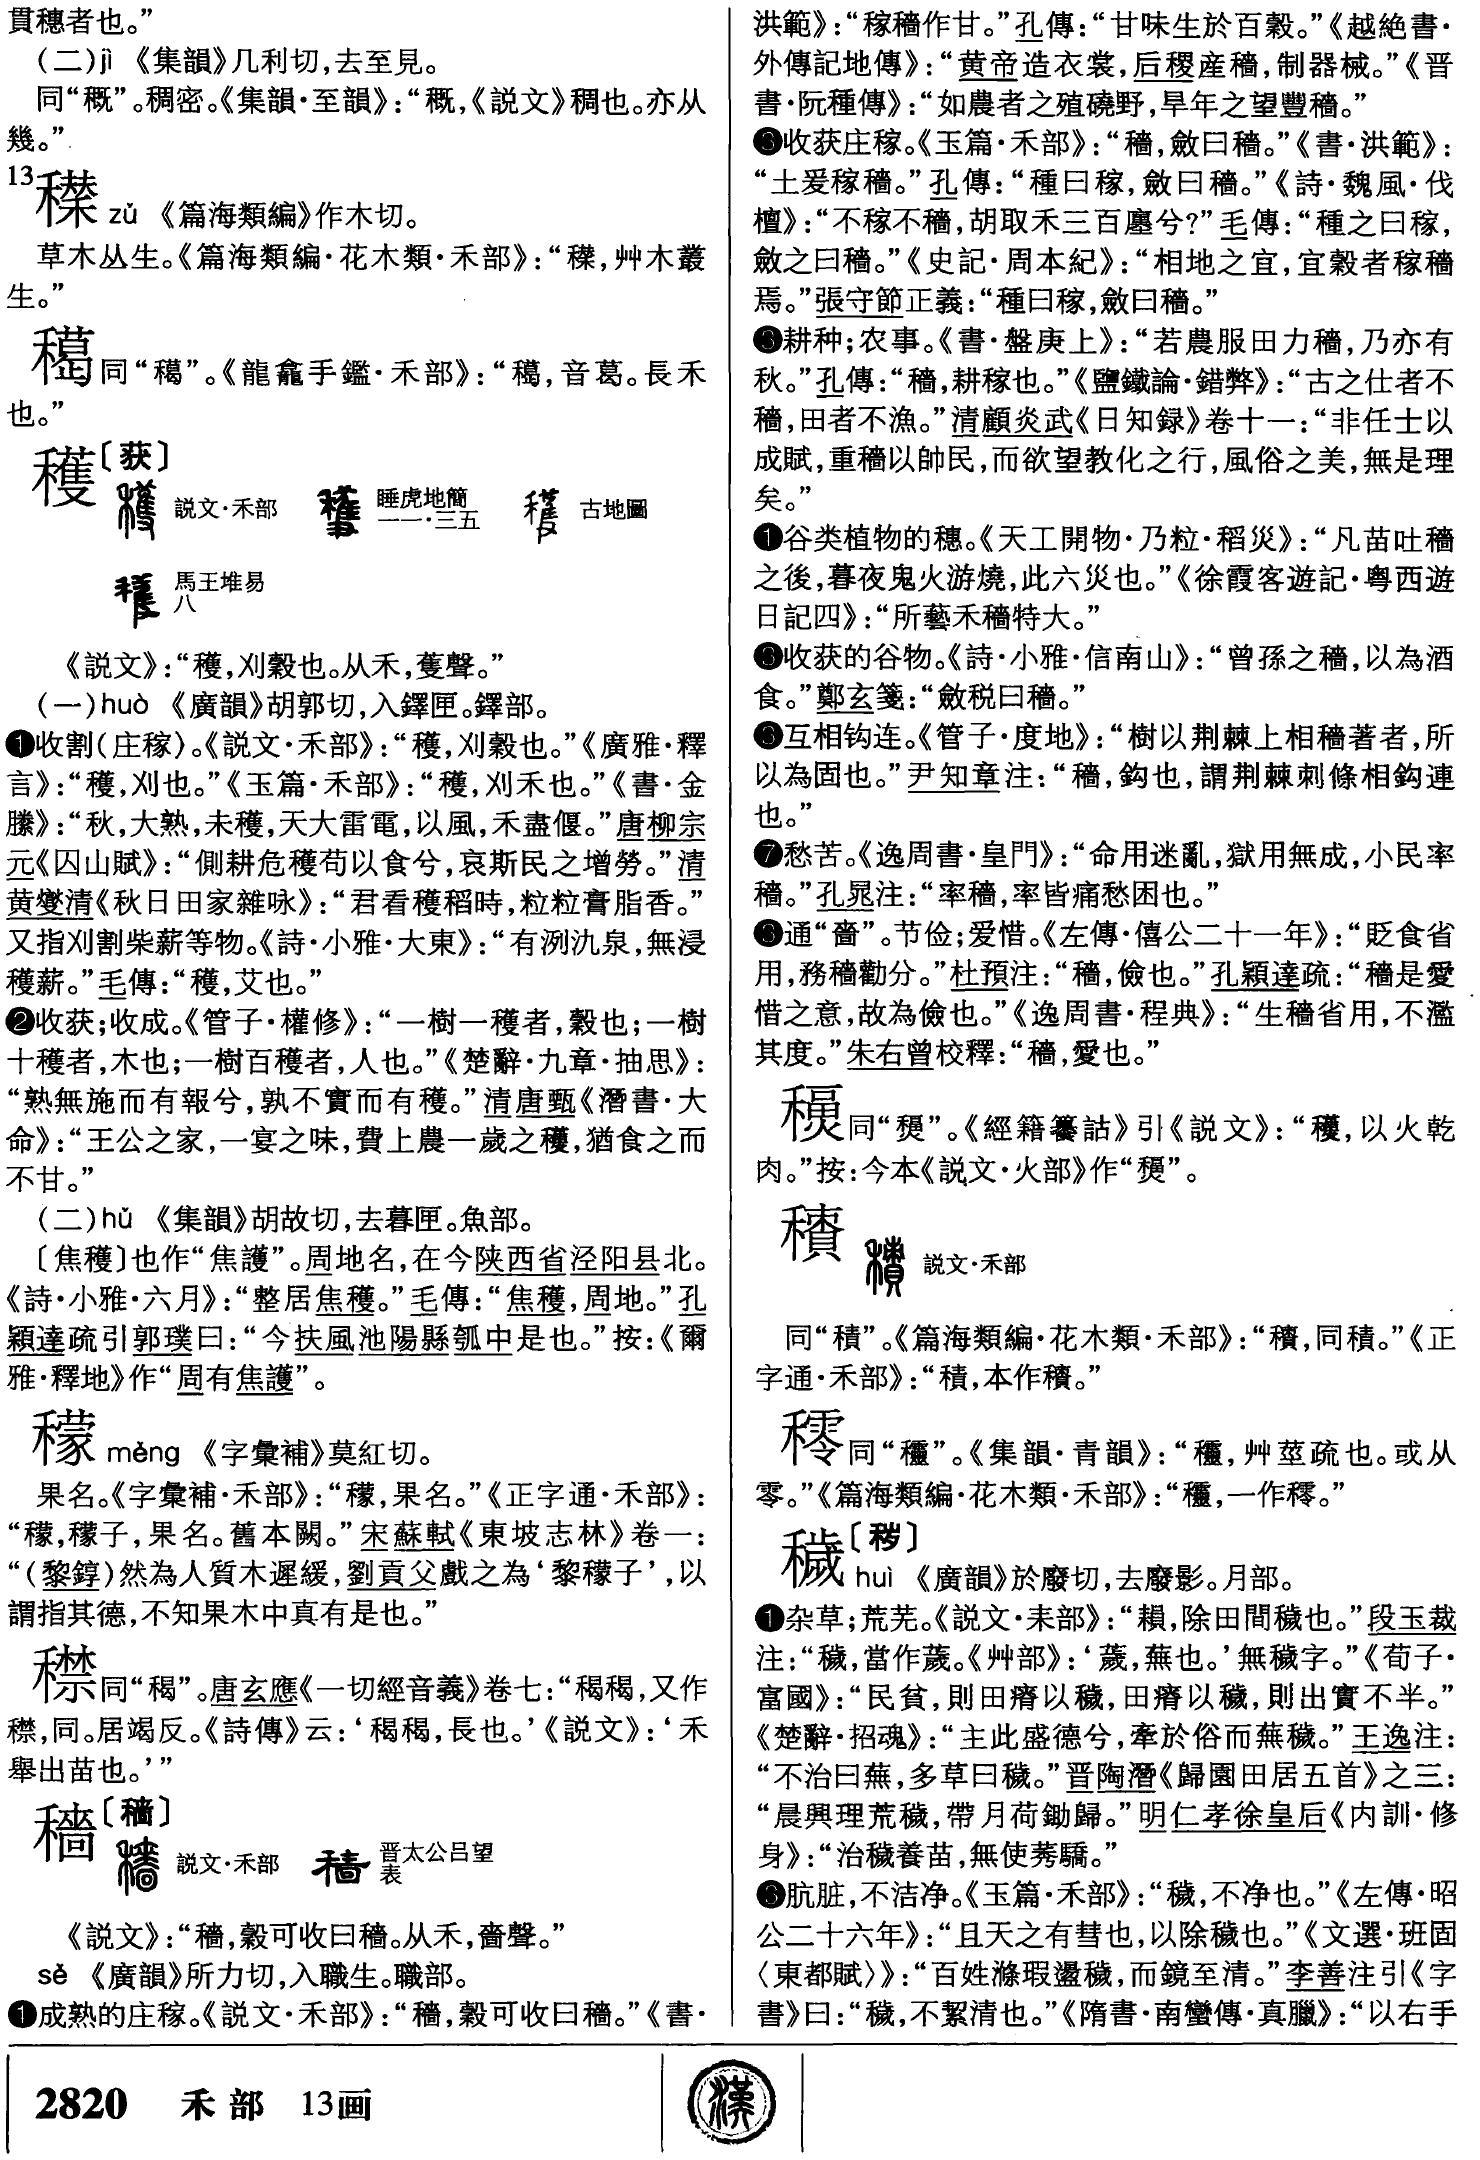 貫穗者也。”
(二)jì 《集韻》几利切,去至見。
同“穊”。稠密。《集韻·至韻》:“穊,《説文》稠也。亦从
幾。”
13
zǔ 《篇海類編》作木切。
草木丛生。《篇海類編·花木類·禾部》:“,艸木叢
生。”
同“”。《龍龕手鑑·禾部》:“,音葛。長禾
也。”
穫〔获〕
説文·禾部 睡虎地簡 一一·三五 古地圖
馬王堆易 八
《説文》:“穫,刈穀也。从禾,蒦聲。”
(一)huò 《廣韻》胡郭切,入鐸匣。鐸部。
❶收割(庄稼)。《説文·禾部》:“穫,刈穀也。”《廣雅·釋
言》:“穫,刈也。”《玉篇·禾部》:“穫,刈禾也。”《書·金
縢》:“秋,大熟,未穫,天大雷電,以風,禾盡偃。”唐柳宗
元《囚山賦》:“側耕危穫苟以食兮,哀斯民之增勞。”清
黄燮清《秋日田家雜咏》:“君看穫稻時,粒粒膏脂香。”
又指刈割柴薪等物。《詩·小雅·大東》:“有洌氿泉,無浸
穫薪。”毛傳:“穫,艾也。”
❷收获;收成。《管子·權修》:“一樹一穫者,穀也;一樹
十穫者,木也;一樹百穫者,人也。”《楚辭·九章·抽思》:
“孰無施而有報兮,孰不實而有穫。”清唐甄《潛書·大
命》:“王公之家,一宴之味,費上農一歲之穫,猶食之而
不甘。”
(二)hù 《集韻》胡故切,去暮匣。魚部。
〔焦穫〕也作“焦護”。周地名,在今陕西省泾阳县北。
《詩·小雅·六月》:“整居焦穫。”毛傳:“焦穫,周地。”孔
穎達疏引郭璞曰:“今扶風池陽縣瓠中是也。”按:《爾
雅·釋地》作“周有焦護”。
檬 měng 《字彙補》莫紅切。
果名。《字彙補·禾部》:“,果名。”《正字通·禾部》:
“,子,果名。舊本闕。”宋蘇軾《東坡志林》卷一:
“(黎錞)然為人質木遲緩,劉貢父戲之為‘黎子’,以
謂指其德,不知果木中真有是也。”
同“䅥”。唐玄應《一切經音義》卷七:“,又作
,同。居竭反。《詩傳》云:‘,長也。’《説文》:‘禾
舉出苗也。’”
穡〔穑〕
説文·禾部 晋太公吕望 表
《説文》:“穡,穀可收曰穡。从禾,嗇聲。”
sè 《廣韻》所力切,入職生。職部。
❶成熟的庄稼。《説文·禾部》:“穡,穀可收曰穡。”《書·
洪範》:“稼穡作甘。”孔傳:“甘味生於百穀。”《越絶書·
外傳記地傳》:“黄帝造衣裳,后稷産穡,制器械。”《晋
書·阮種傳》:“如農者之殖磽野,旱年之望豐穡。”
❷收获庄稼。《玉篇·禾部》:“穡,斂曰穡。”《書·洪範》:
“土爰稼穡。”孔傳:“種曰稼,斂曰穡。”《詩·魏風·伐
檀》:“不稼不穡,胡取禾三百廛兮?”毛傳:“種之曰稼,
斂之曰穡。”《史記·周本紀》:“相地之宜,宜穀者稼穡
焉。”張守節正義:“種曰稼,斂曰穡。”
❸耕种;农事。《書·盤庚上》:“若農服田力穡,乃亦有
秋。”孔傳:“穡,耕稼也。”《鹽鐵論·錯弊》:“古之仕者不
穡,田者不漁。”清顧炎武《日知録》卷十一:“非任士以
成賦,重穡以帥民,而欲望教化之行,風俗之美,無是理
矣。”
❹谷类植物的穗。《天工開物·乃粒·稻災》:“凡苗吐穡
之後,暮夜鬼火游燒,此六災也。”《徐霞客遊記·粤西遊
日記四》:“所藝禾穡特大。”
❺收获的谷物。《詩·小雅·信南山》:“曾孫之穡,以為酒
食。”鄭玄箋:“斂税曰穡。”
❻互相钩连。《管子·度地》:“樹以荆棘上相穡著者,所
以為固也。”尹知章注:“穡,鈎也,謂荆棘刺條相鈎連
也。”
❼愁苦。《逸周書·皇門》:“命用迷亂,獄用無成,小民率
穡。”孔晁注:“率穡,率皆痛愁困也。”
❽通“嗇”。节俭;爱惜。《左傳·僖公二十一年》:“貶食省
用,務穡勸分。”杜預注:“穡,儉也。”孔穎達疏:“穡是愛
惜之意,故為儉也。”《逸周書·程典》:“生穡省用,不濫
其度。”朱右曾校釋:“穡,愛也。”
同“䅽”。《經籍纂詁》引《説文》:“,以火乾
肉。”按:今本《説文·火部》作“”。
説文·禾部
同“積”。《篇海類編·花木類·禾部》:“,同積。”《正
字通·禾部》:“積,本作。”
同“”。《集韻·青韻》:“,艸莖疏也。或从
零。”《篇海類編·花木類·禾部》:“,一作。”
穢〔秽〕
huì 《廣韻》於廢切,去廢影。月部。
❶杂草;荒芜。《説文·耒部》:“䎱,除田間穢也。”段玉裁
注:“穢,當作薉。《艸部》:‘薉,蕪也。’無穢字。”《荀子·
富國》:“民貧,則田瘠以穢,田瘠以穢,則出實不半。”
《楚辭·招魂》:“主此盛德兮,牽於俗而蕪穢。”王逸注:
“不治曰蕪,多草曰穢。”晋陶潛《歸園田居五首》之三:
“晨興理荒穢,帶月荷鋤歸。”明仁孝徐皇后《内訓·修
身》:“治穢養苗,無使莠驕。”
❷肮脏,不洁净。《玉篇·禾部》:“穢,不净也。”《左傳·昭
公二十六年》:“且天之有彗也,以除穢也。”《文選·班固
〈東都賦〉》:“百姓滌瑕盪穢,而鏡至清。”李善注引《字
書》曰:“穢,不絜清也。”《隋書·南蠻傳·真臘》:“以右手
2820 禾部 13画
漢